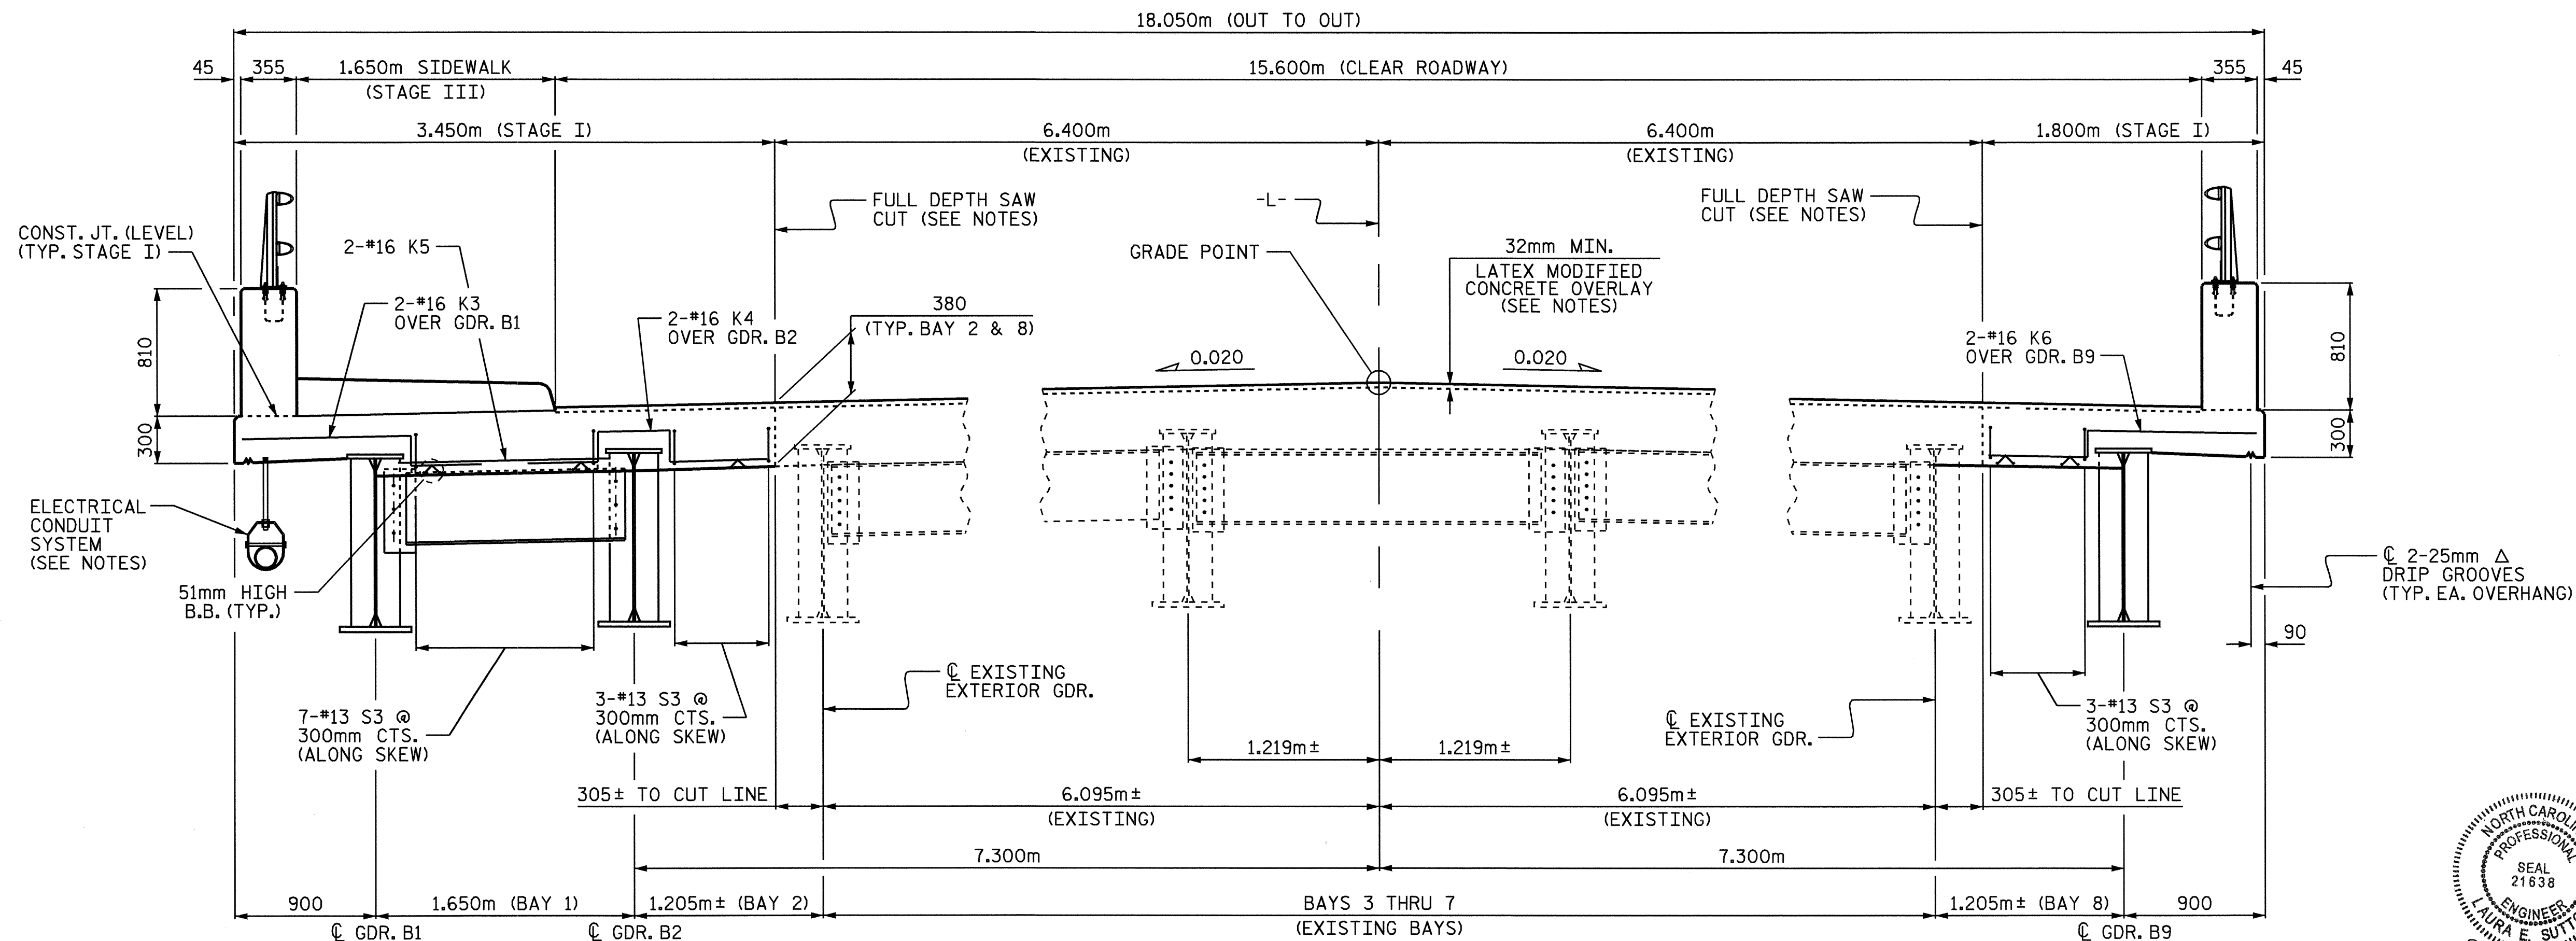 18.050m (OUT TO OUT)
45
355
1.650m SIDEWALK
(STAGE III)
15.600m (CLEAR ROADWAY)
355
45
3.450m (STAGE I)
6.400m
(EXISTING)
6.400m
(EXISTING)
1.800m (STAGE I)
FULL DEPTH SAW
CUT (SEE NOTES)
-L-
FULL DEPTH SAW
CUT (SEE NOTES)
CONST. JT. (LEVEL)
(TYP. STAGE I)
2-#16 K5
GRADE POINT
32mm MIN.
LATEX MODIFIED
CONCRETE OVERLAY
(SEE NOTES)
2-#16 K3
OVER GDR. B1
2-#16 K4
OVER GDR. B2
380
(TYP. BAY 2 & 8)
2-#16 K6
OVER GDR. B9
810
810
0.020
0.020
300
300
ELECTRICAL
CONDUIT
SYSTEM
(SEE NOTES)
51mm HIGH
B.B. (TYP.)
℄ 2-25mm △
DRIP GROOVES
(TYP. EA. OVERHANG)
90
7-#13 S3 @
300mm CTS.
(ALONG SKEW)
3-#13 S3 @
300mm CTS.
(ALONG SKEW)
℄ EXISTING
EXTERIOR GDR.
℄ EXISTING
EXTERIOR GDR.
3-#13 S3 @
300mm CTS.
(ALONG SKEW)
1.219m±
1.219m±
305± TO CUT LINE
6.095m±
(EXISTING)
6.095m±
(EXISTING)
305± TO CUT LINE
7.300m
7.300m
900
1.650m (BAY 1)
1.205m± (BAY 2)
BAYS 3 THRU 7
(EXISTING BAYS)
1.205m± (BAY 8)
900
℄ GDR. B1
℄ GDR. B2
℄ GDR. B9
NORTH CAROLIN
PROFESSIONAL
SEAL
21638
ENGINEER
LAURA E. SUTTO